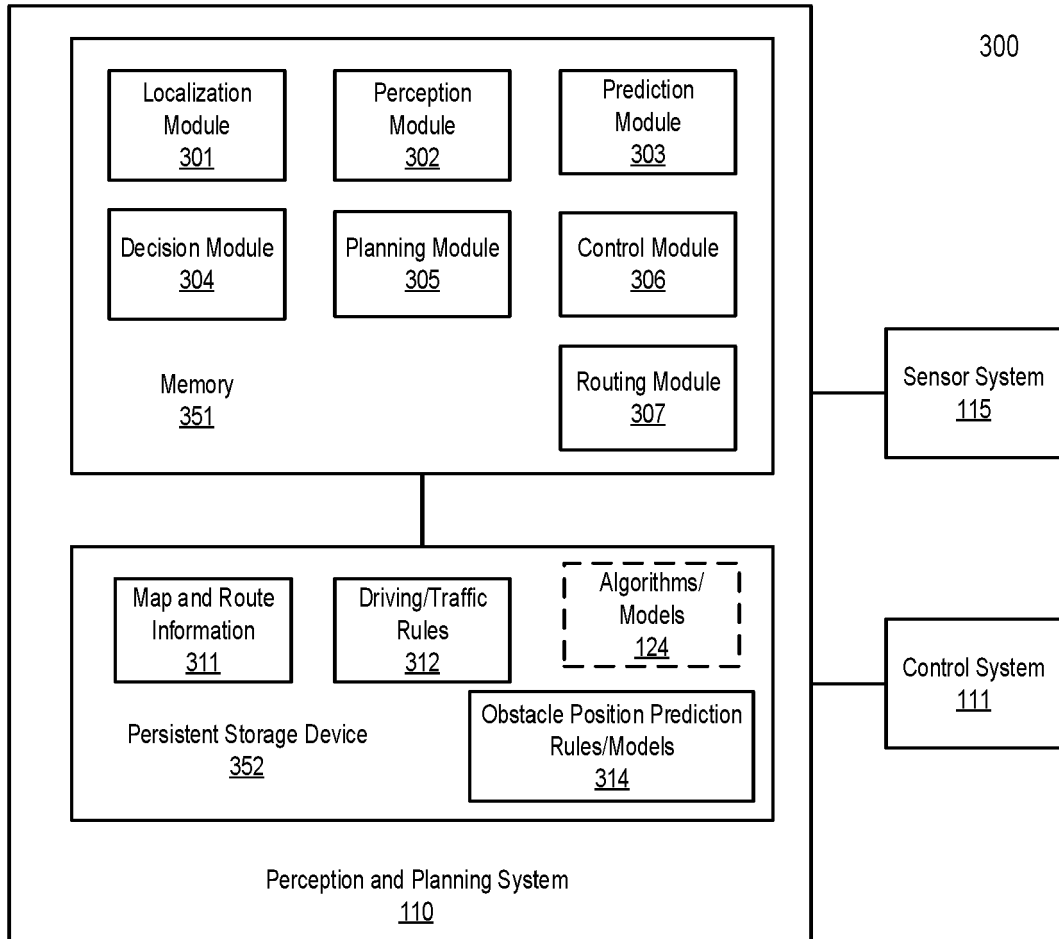 300
Localization
Module
301
Perception
Module
302
Prediction
Module
303
Decision Module
304
Planning Module
305
Control Module
306
Memory
351
Routing Module
307
Sensor System
115
Map and Route
Information
311
Driving/Traffic
Rules
312
Algorithms/
Models
124
Control System
111
Persistent Storage Device
352
Obstacle Position Prediction
Rules/Models
314
Perception and Planning System
110